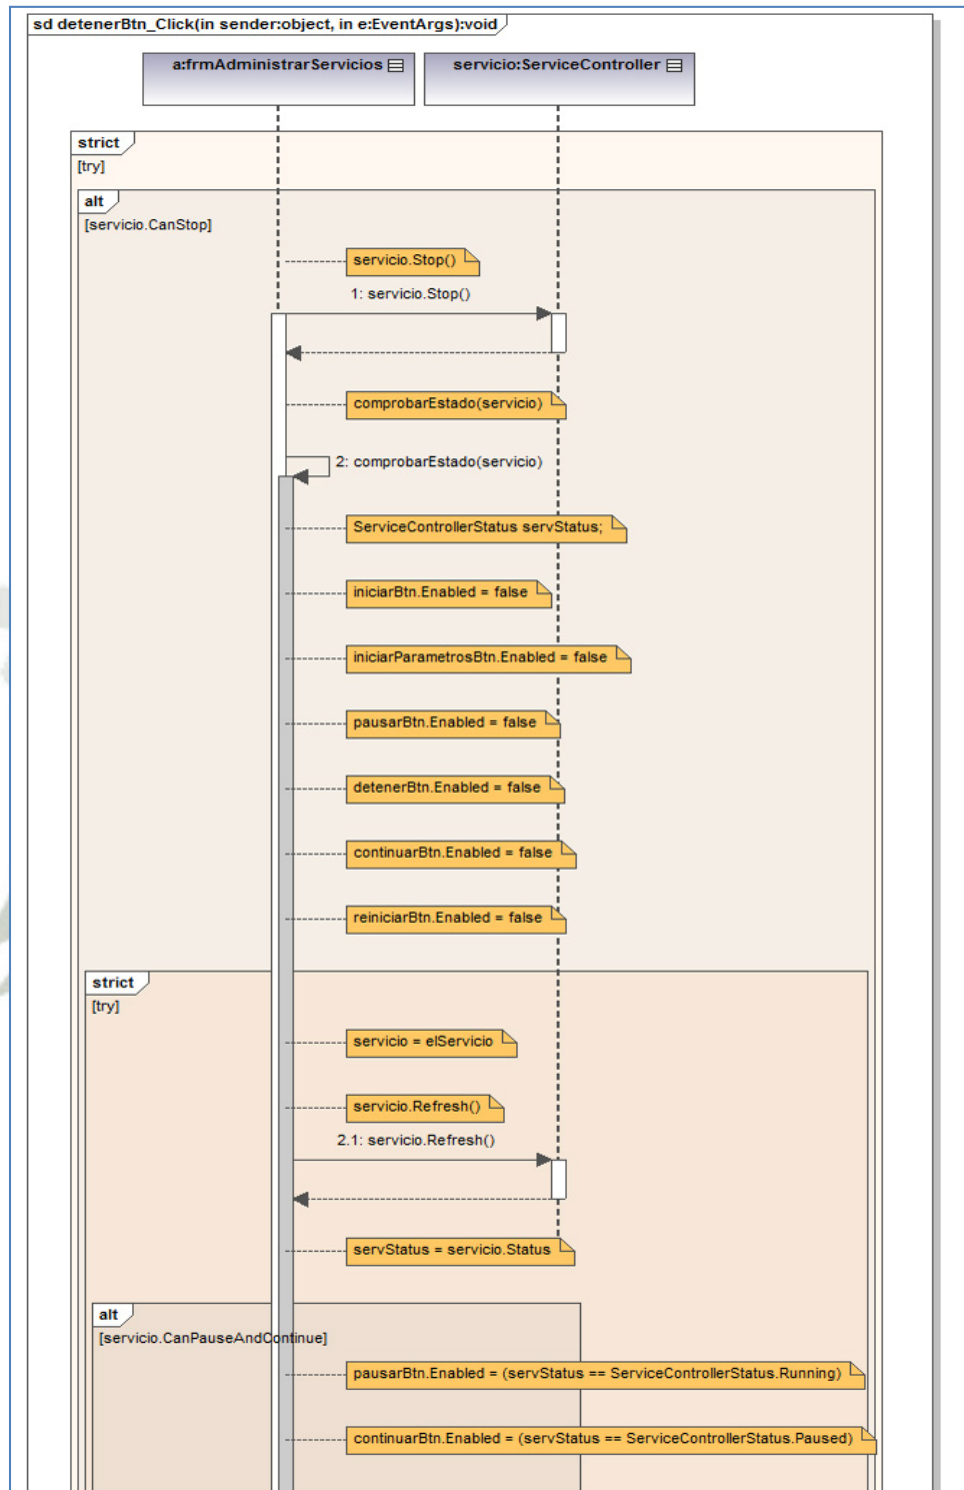 sd detenerBtn_Click(in sender:object, in e:EventArgs):void
a:frmAdministrarServicios
servicio:ServiceController
strict
[try]
alt
[servicio.CanStop]
servicio.Stop()
1: servicio.Stop()
comprobarEstado(servicio)
2: comprobarEstado(servicio)
ServiceControllerStatus servStatus;
iniciarBtn.Enabled = false
iniciarParametrosBtn.Enabled = false
pausarBtn.Enabled = false
detenerBtn.Enabled = false
continuarBtn.Enabled = false
reiniciarBtn.Enabled = false
strict
[try]
servicio = elServicio
servicio.Refresh()
2.1: servicio.Refresh()
servStatus = servicio.Status
alt
[servicio.CanPauseAndContinue]
pausarBtn.Enabled = (servStatus == ServiceControllerStatus.Running)
continuarBtn.Enabled = (servStatus == ServiceControllerStatus.Paused)